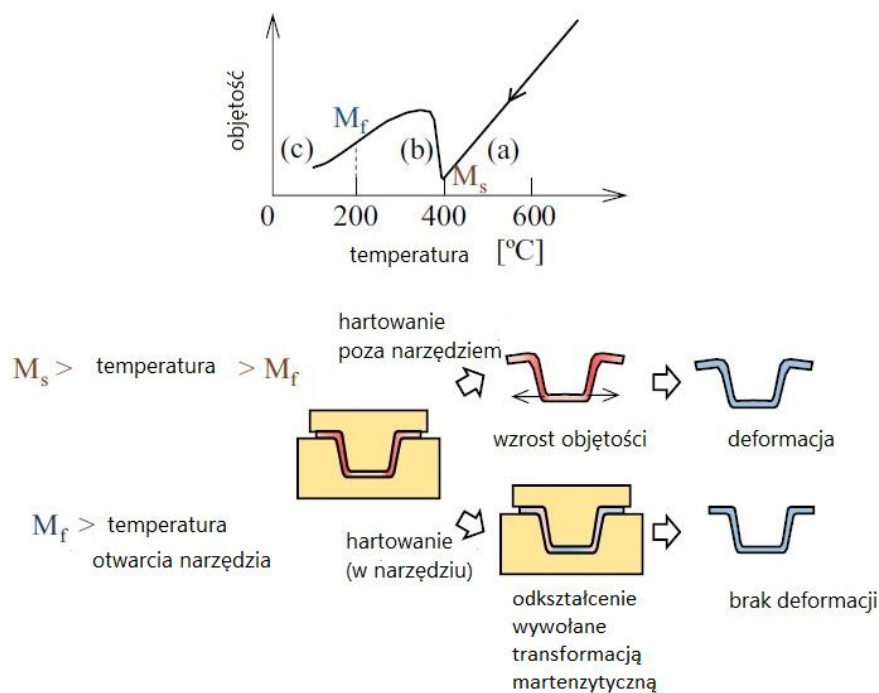 objętość
M_f
(c)
(b)
(a)
M_s
0
200
400
600
temperatura [ºC]
hartowanie
poza narzędziem
M_s > temperatura > M_f
wzrost objętości
deformacja
M_f > temperatura
otwarcia narzędzia
hartowanie
(w narzędziu)
odkształcenie
wywołane
transformacją
martenzytyczną
brak deformacji